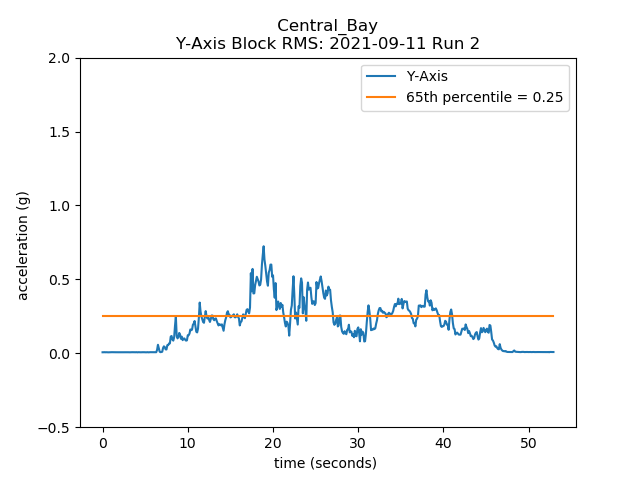 Central_Bay
Y-Axis Block RMS: 2021-09-11 Run 2
2.0
1.5
1.0
0.5
0.0
−0.5
acceleration (g)
Y-Axis
65th percentile = 0.25
0 10 20 30 40 50
time (seconds)